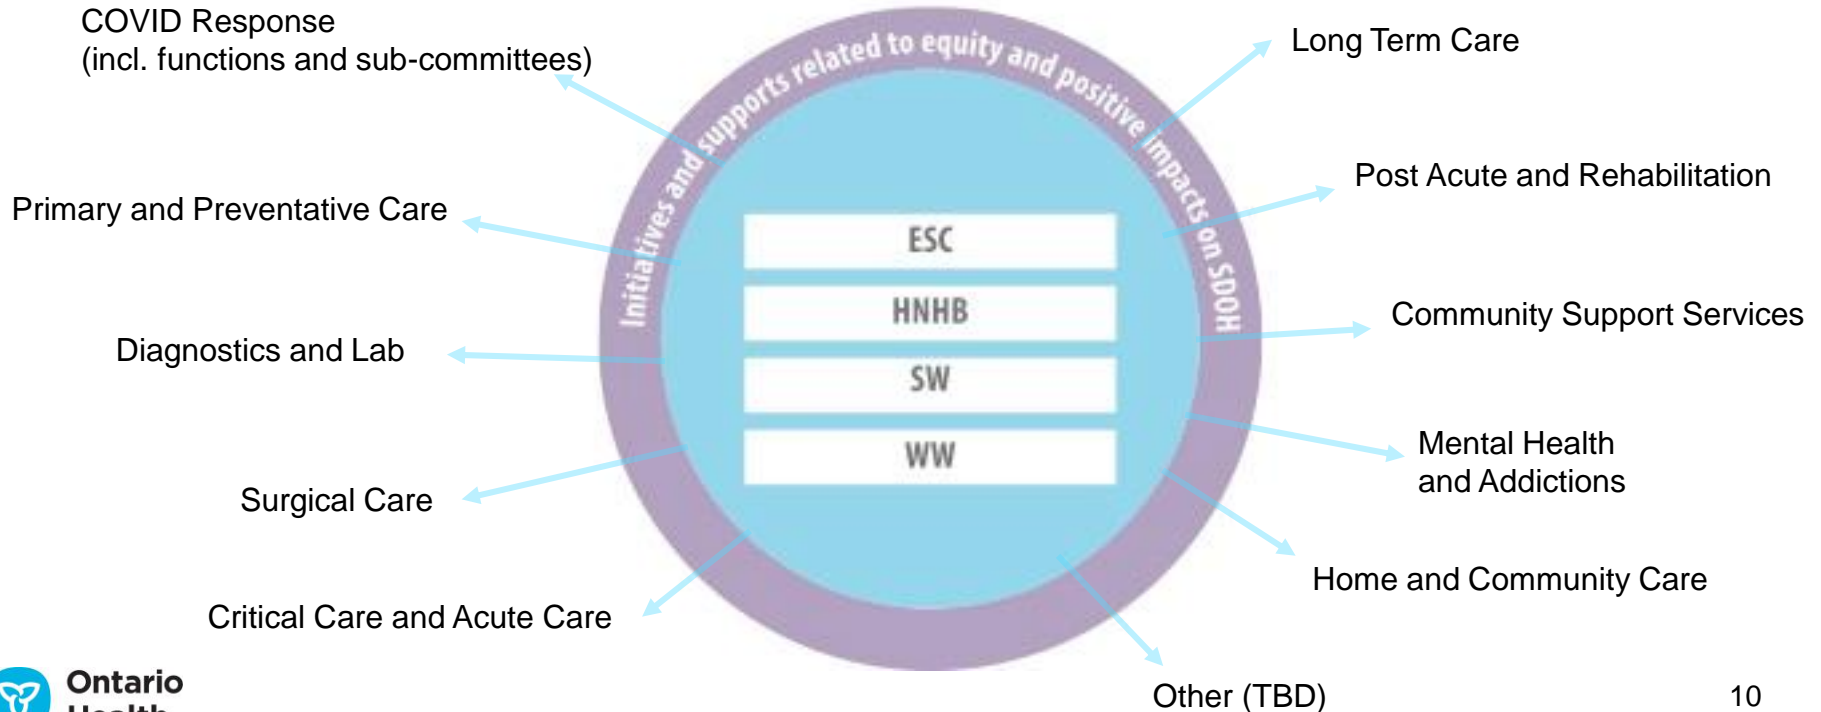 COVID Response
(incl. functions and sub-committees)
Primary and Preventative Care
Diagnostics and Lab
Surgical Care
Critical Care and Acute Care
Initiatives and supports related to equity and positive impacts on SDOH
ESC
HNHB
SW
WW
Long Term Care
Post Acute and Rehabilitation
Community Support Services
Mental Health
and Addictions
Home and Community Care
Other (TBD)
Ontario
Health
10